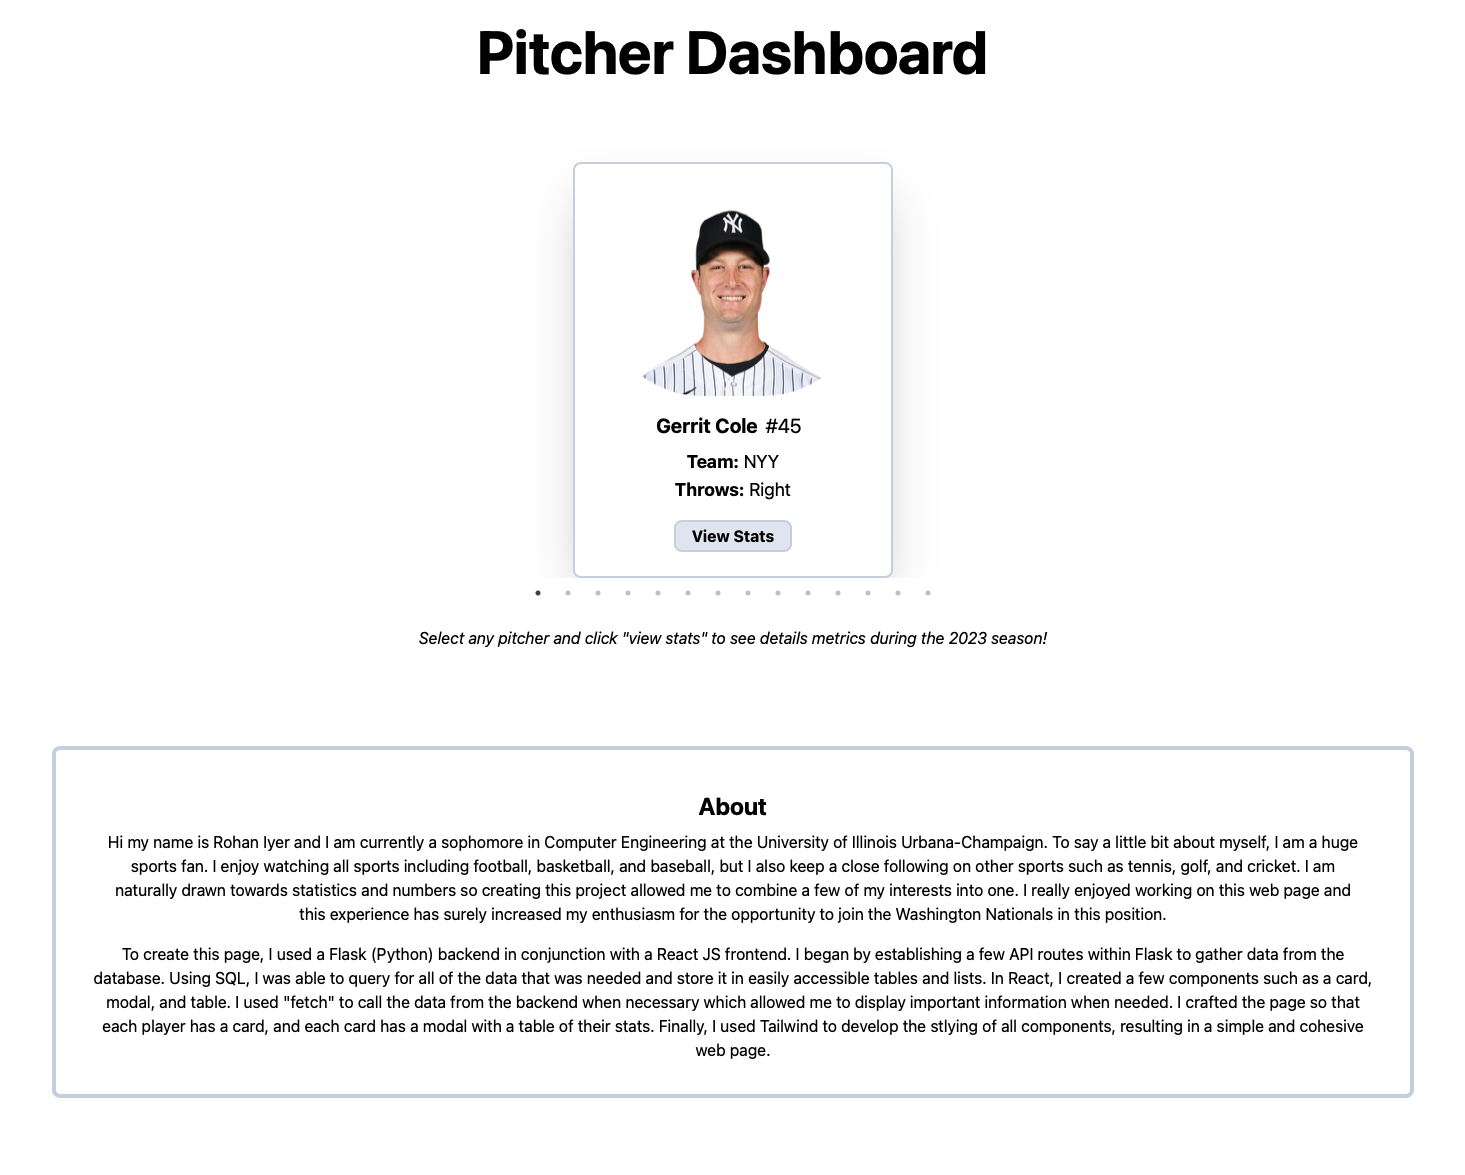 Pitcher Dashboard
NY
Gerrit Cole #45
Team: NYY
Throws: Right
View Stats
Select any pitcher and click "view stats" to see details metrics during the 2023 season!
About
Hi my name is Rohan Iyer and I am currently a sophomore in Computer Engineering at the University of Illinois Urbana-Champaign. To say a little bit about myself, I am a huge
sports fan. I enjoy watching all sports including football, basketball, and baseball, but I also keep a close following on other sports such as tennis, golf, and cricket. I am
naturally drawn towards statistics and numbers so creating this project allowed me to combine a few of my interests into one. I really enjoyed working on this web page and
this experience has surely increased my enthusiasm for the opportunity to join the Washington Nationals in this position.
To create this page, I used a Flask (Python) backend in conjunction with a React JS frontend. I began by establishing a few API routes within Flask to gather data from the
database. Using SQL, I was able to query for all of the data that was needed and store it in easily accessible tables and lists. In React, I created a few components such as a card,
modal, and table. I used "fetch" to call the data from the backend when necessary which allowed me to display important information when needed. I crafted the page so that
each player has a card, and each card has a modal with a table of their stats. Finally, I used Tailwind to develop the stlying of all components, resulting in a simple and cohesive
web page.